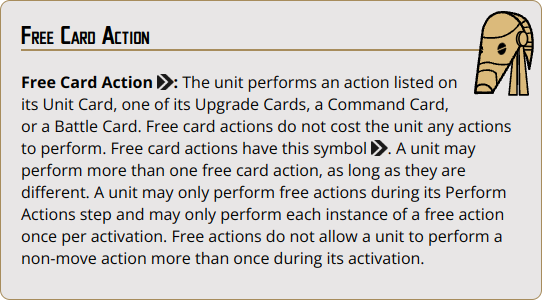 Free Card Action
Free Card Action : The unit performs an action listed on
its Unit Card, one of its Upgrade Cards, a Command Card,
or a Battle Card. Free card actions do not cost the unit any actions
to perform. Free card actions have this symbol . A unit may
perform more than one free card action, as long as they are
different. A unit may only perform free actions during its Perform
Actions step and may only perform each instance of a free action
once per activation. Free actions do not allow a unit to perform a
non-move action more than once during its activation.